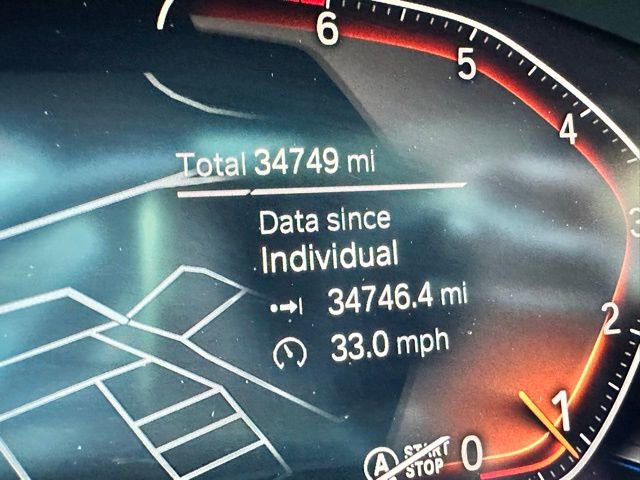 6
5
4
3
2
1
0
Total 34749 mi
Data since
Individual
34746.4 mi
33.0 mph
A START
STOP